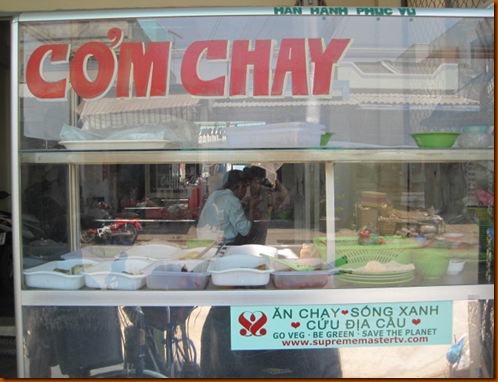 HÂN HẠNH PHỤC VỤ
CƠM CHAY
ĂN CHAY • SỐNG XANH
CỨU ĐỊA CẦU
GO VEG · BE GREEN · SAVE THE PLANET
www.suprememastertv.com